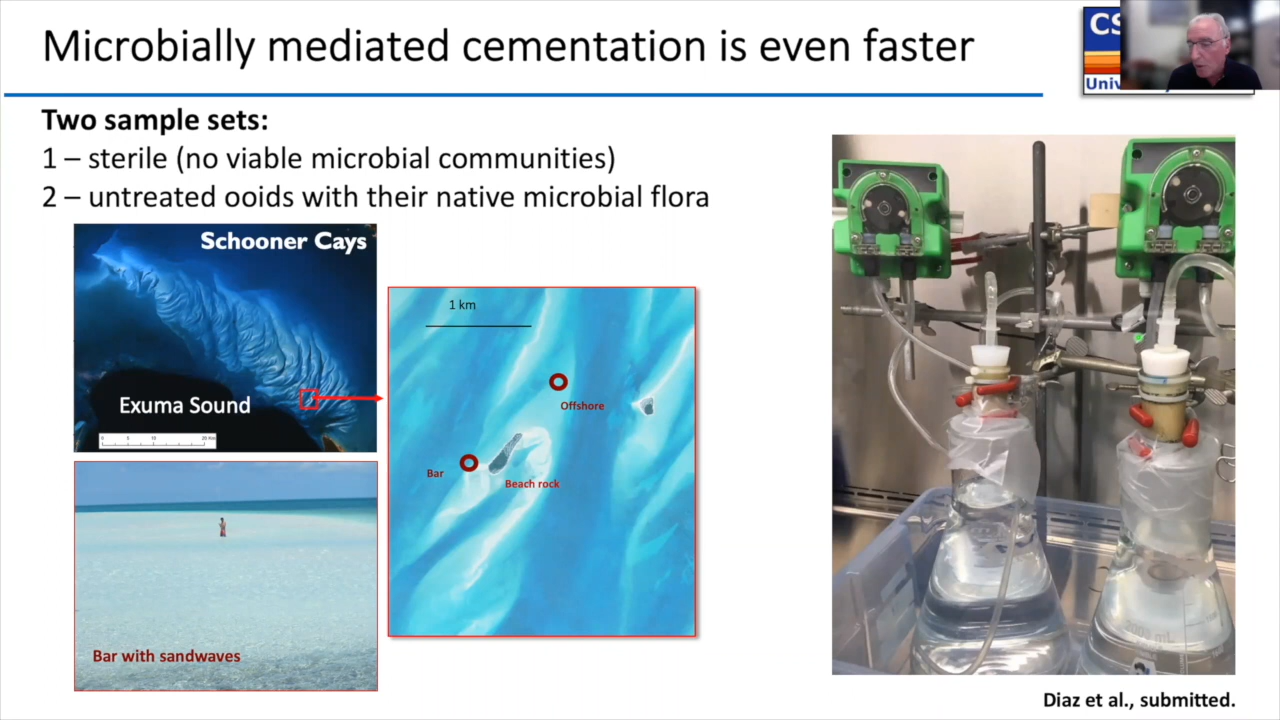 Microbially mediated cementation is even faster
CS
Univ
Two sample sets:
1 – sterile (no viable microbial communities)
2 – untreated ooids with their native microbial flora
Schooner Cays
Exuma Sound
1 km
Offshore
Bar
Beach rock
Bar with sandwaves
Diaz et al., submitted.